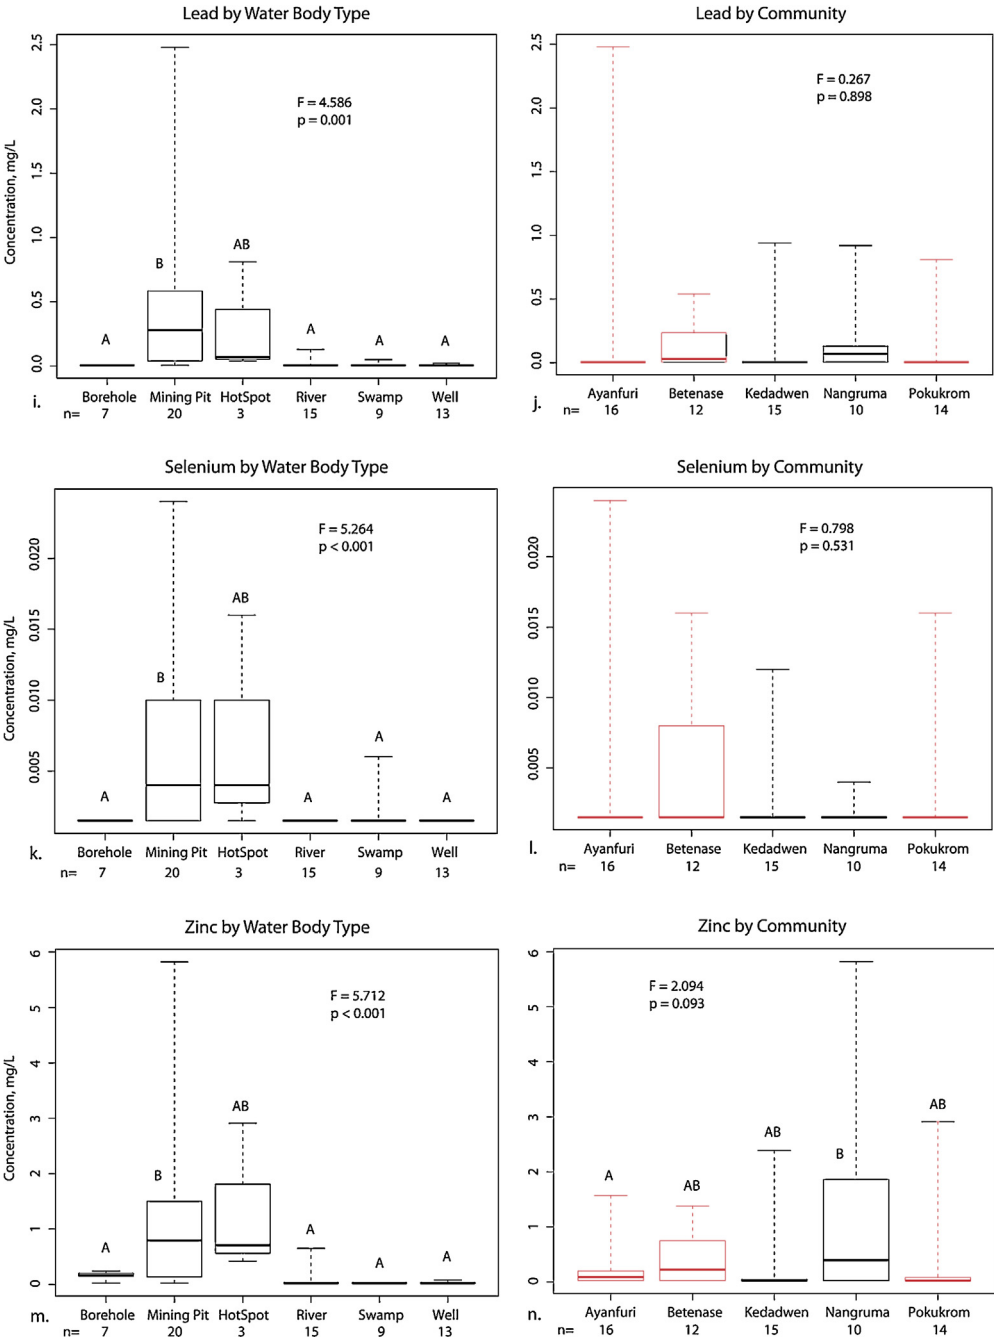 Lead by Water Body Type
Concentration, mg/L
2.5
2.0
1.5
1.0
0.5
0.0
F = 4.586
p = 0.001
A
B
AB
A
A
A
i.
Borehole Mining Pit HotSpot River Swamp Well
n= 7 20 3 15 9 13
Lead by Community
2.5
2.0
1.5
1.0
0.5
0.0
F = 0.267
p = 0.898
j.
Ayanfuri Betenase Kedadwen Nangruma Pokukrom
n= 16 12 15 10 14
Selenium by Water Body Type
Concentration, mg/L
0.020
0.015
0.010
0.005
F = 5.264
p < 0.001
A
B
AB
A
A
A
k.
Borehole Mining Pit HotSpot River Swamp Well
n= 7 20 3 15 9 13
Selenium by Community
0.020
0.015
0.010
0.005
F = 0.798
p = 0.531
l.
Ayanfuri Betenase Kedadwen Nangruma Pokukrom
n= 16 12 15 10 14
Zinc by Water Body Type
Concentration, mg/L
6
5
4
3
2
1
0
F = 5.712
p < 0.001
A
B
AB
A
A
A
m.
Borehole Mining Pit HotSpot River Swamp Well
n= 7 20 3 15 9 13
Zinc by Community
6
5
4
3
2
1
0
F = 2.094
p = 0.093
A
AB
AB
B
AB
n.
Ayanfuri Betenase Kedadwen Nangruma Pokukrom
n= 16 12 15 10 14